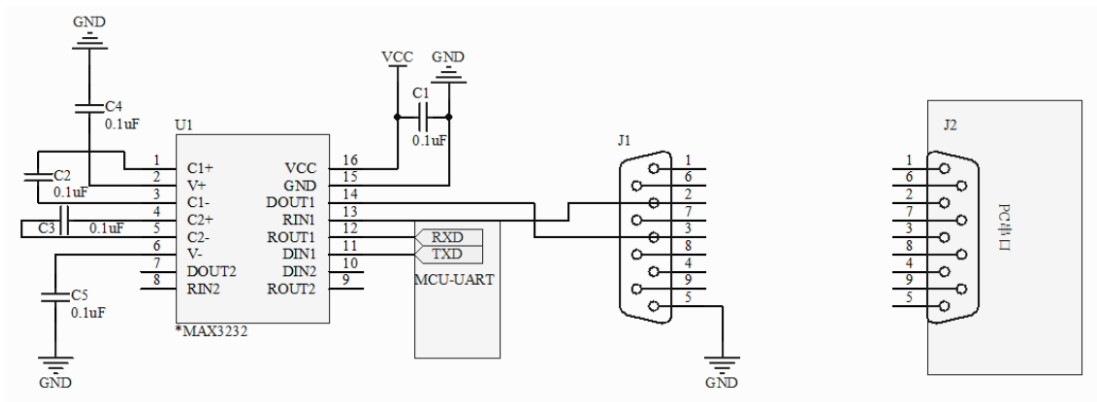 GND
VCC
GND
C4
0.1uF
C1
0.1uF
U1
1
2
3
4
5
6
7
8
C1+
V+
C1-
C2+
C2-
V-
DOUT2
RIN2
VCC
GND
DOUT1
RIN1
ROUT1
DIN1
DIN2
ROUT2
16
15
14
13
12
11
10
9
*MAX3232
C2
0.1uF
C3
0.1uF
C5
0.1uF
GND
RXD
TXD
MCU-UART
J1
1
6
2
7
3
8
4
9
5
GND
J2
1
6
2
7
3
8
4
9
5
PC串口